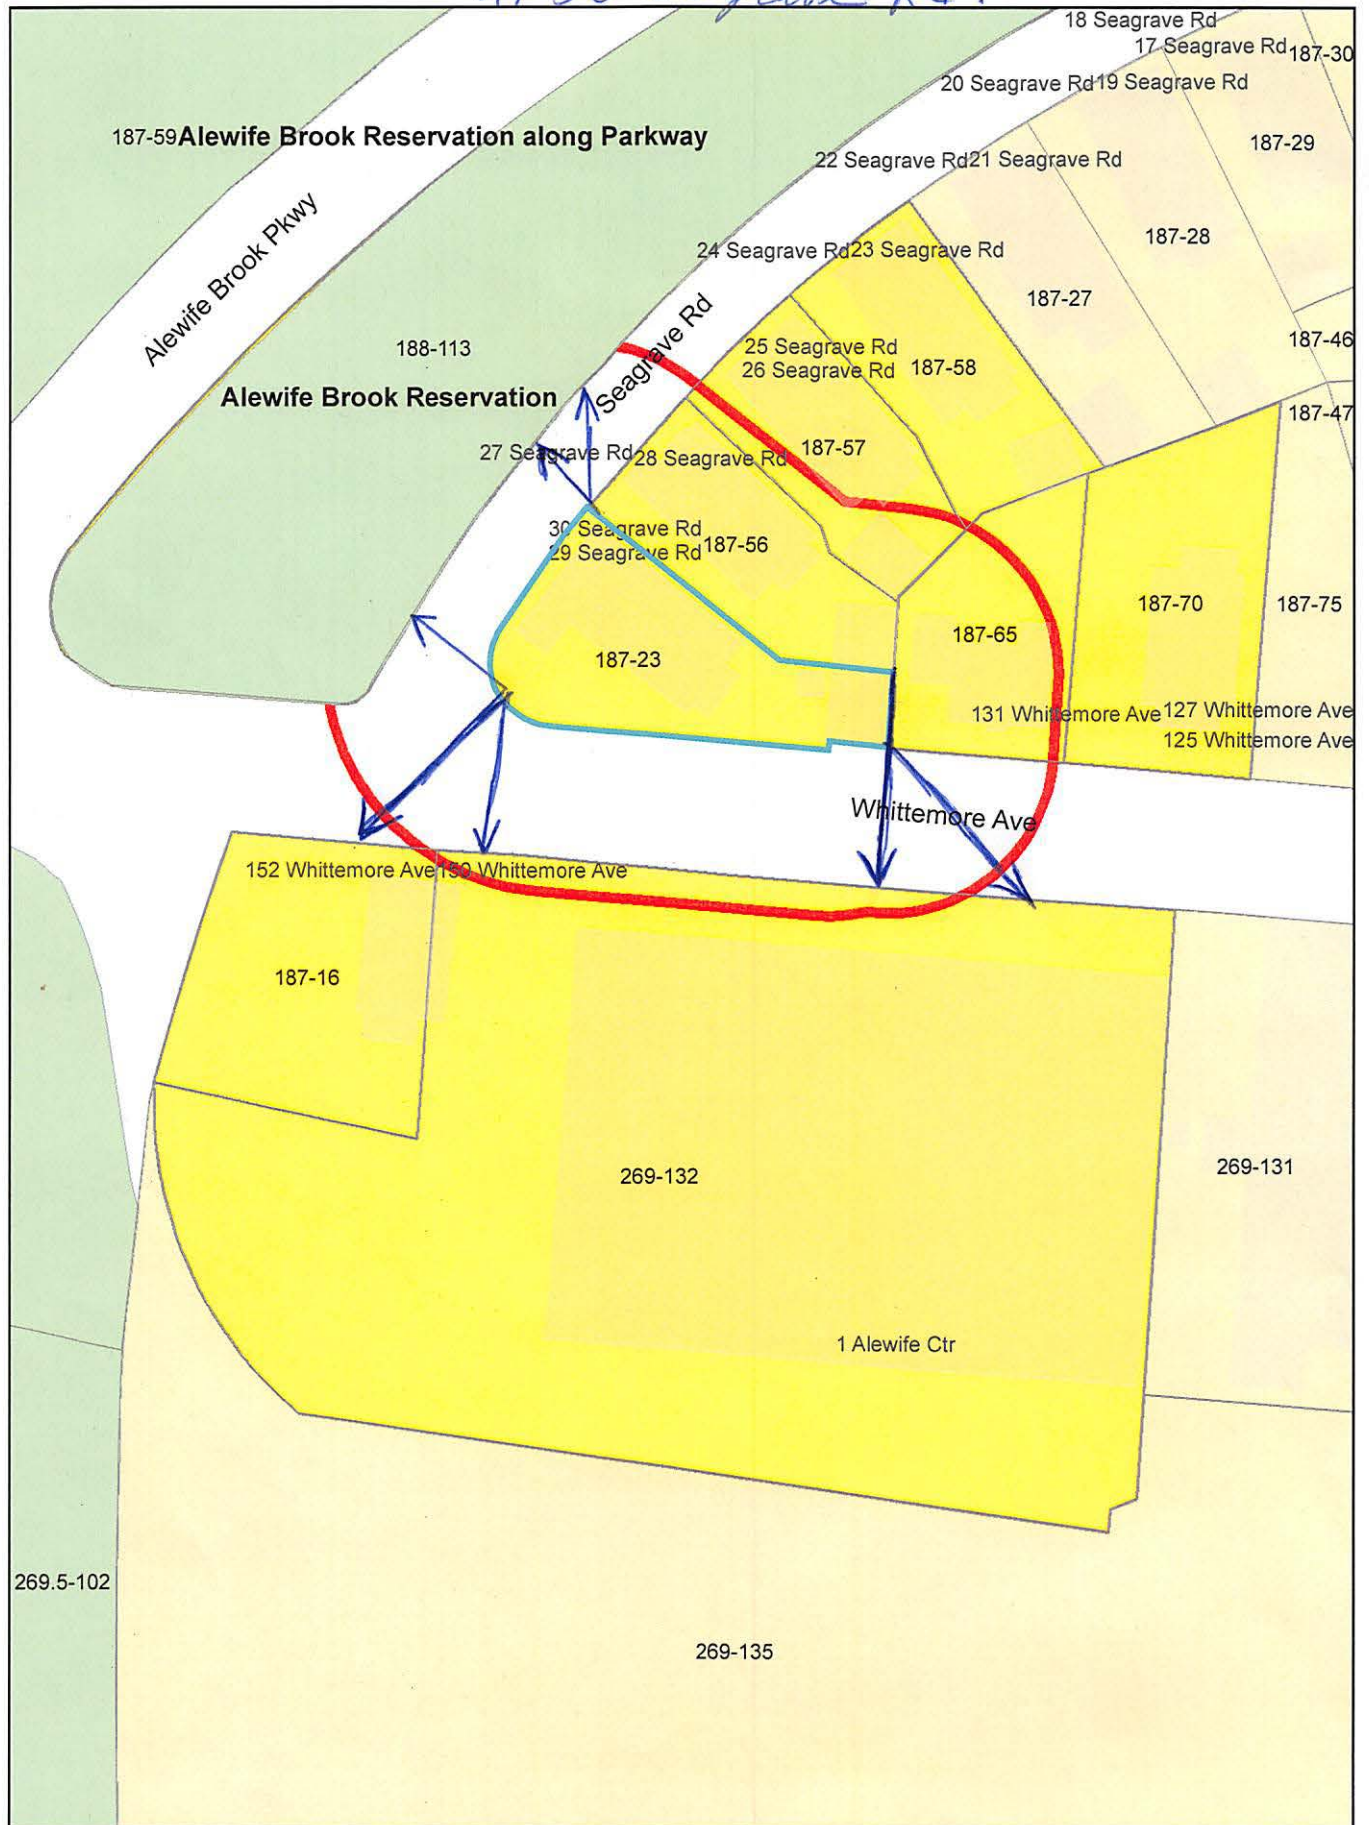 18 Seagrave Rd
17 Seagrave Rd
187-30
20 Seagrave Rd
19 Seagrave Rd
187-59
Alewife Brook Reservation along Parkway
187-29
22 Seagrave Rd
21 Seagrave Rd
Alewife Brook Pkwy
187-28
24 Seagrave Rd
23 Seagrave Rd
187-27
188-113
Seagrave Rd
25 Seagrave Rd
26 Seagrave Rd
187-58
187-46
Alewife Brook Reservation
187-47
27 Seagrave Rd
28 Seagrave Rd
187-57
30 Seagrave Rd
29 Seagrave Rd
187-56
187-70
187-75
187-65
187-23
131 Whittemore Ave
127 Whittemore Ave
125 Whittemore Ave
Whittemore Ave
152 Whittemore Ave
150 Whittemore Ave
187-16
269-132
269-131
1 Alewife Ctr
269.5-102
269-135